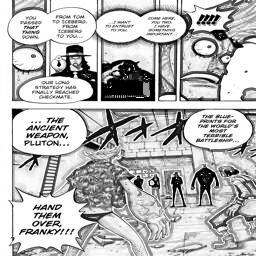 !!!!
COME HERE,
YOU TWO.
I HAVE
SOMETHING
IMPORTANT...
...I WANT
TO ENTRUST
TO YOU.
FROM TOM
TO ICEBERG.
FROM
ICEBERG
TO YOU...
YOU
PASSED
THAT
THING
DOWN.
OUR LONG
STRATEGY HAS
FINALLY REACHED
CHECKMATE.
THE BLUE-
PRINTS FOR
THE WORLD'S
MOST
TERRIBLE
BATTLESHIP...
... THE
ANCIENT
WEAPON,
PLUTON...
HAND
THEM
OVER,
FRANKY!!!